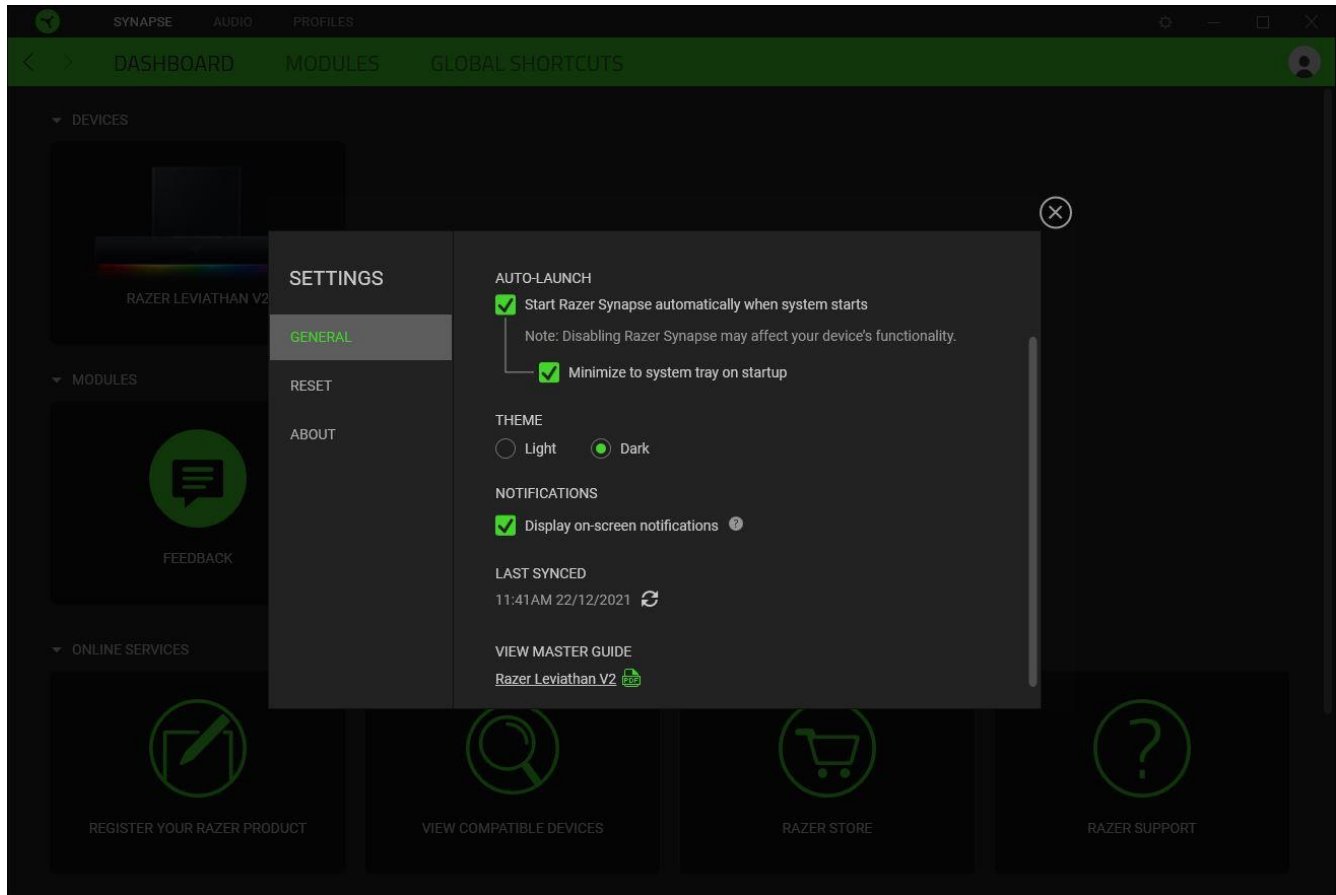 SYNAPSE AUDIO PROFILES
DASHBOARD MODULES GLOBAL SHORTCUTS
DEVICES
RAZER LEVIATHAN V2
MODULES
FEEDBACK
ONLINE SERVICES
REGISTER YOUR RAZER PRODUCT
VIEW COMPATIBLE DEVICES
RAZER STORE
RAZER SUPPORT
SETTINGS
GENERAL
RESET
ABOUT
AUTO-LAUNCH
Start Razer Synapse automatically when system starts
Note: Disabling Razer Synapse may affect your device's functionality.
Minimize to system tray on startup
THEME
Light Dark
NOTIFICATIONS
Display on-screen notifications ?
LAST SYNCED
11:41AM 22/12/2021
VIEW MASTER GUIDE
Razer Leviathan V2 PDF